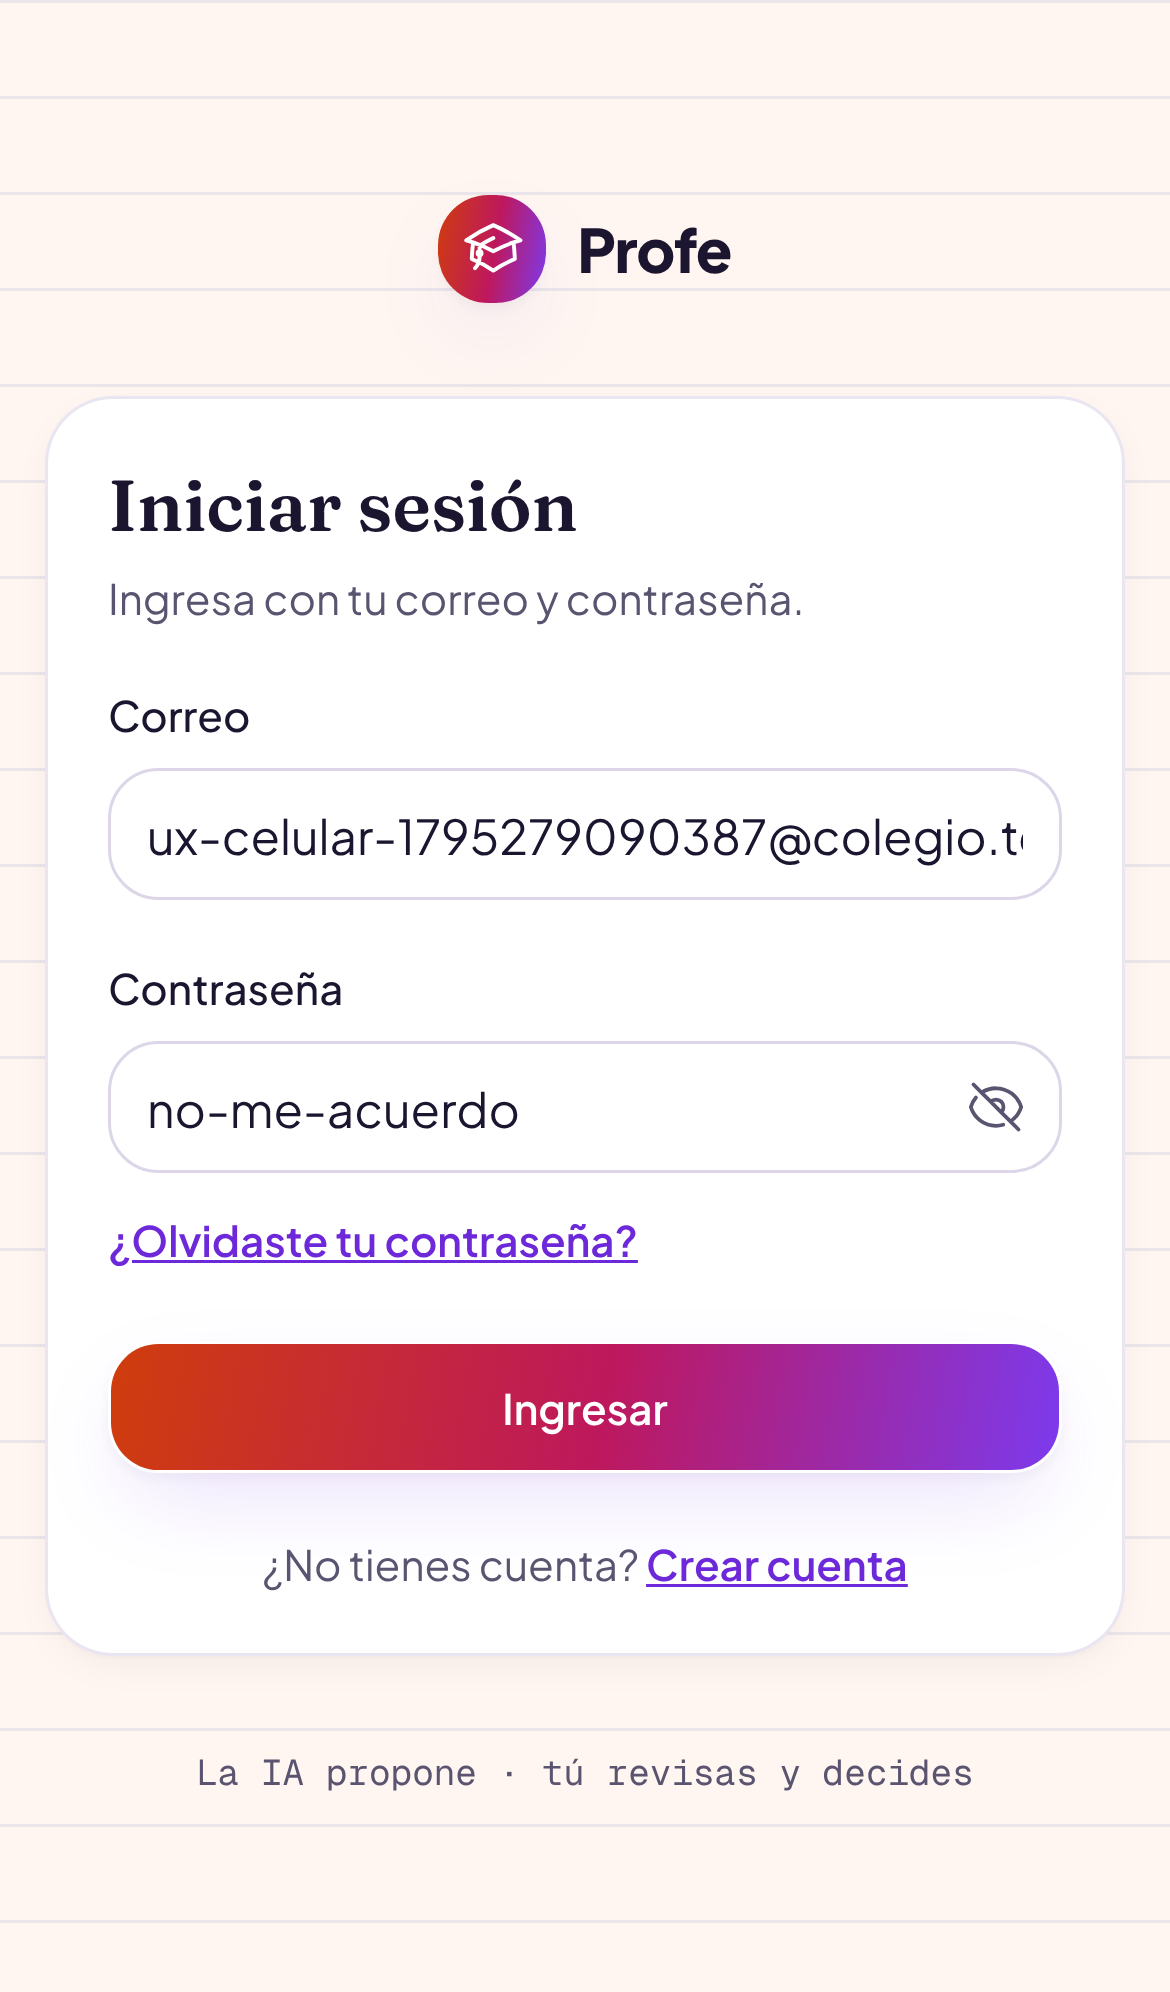 Profe
Iniciar sesión
Ingresa con tu correo y contraseña.
Correo
ux-celular-1795279090387@colegio.t
Contraseña
no-me-acuerdo
¿Olvidaste tu contraseña?
Ingresar
¿No tienes cuenta? Crear cuenta
La IA propone · tú revisas y decides